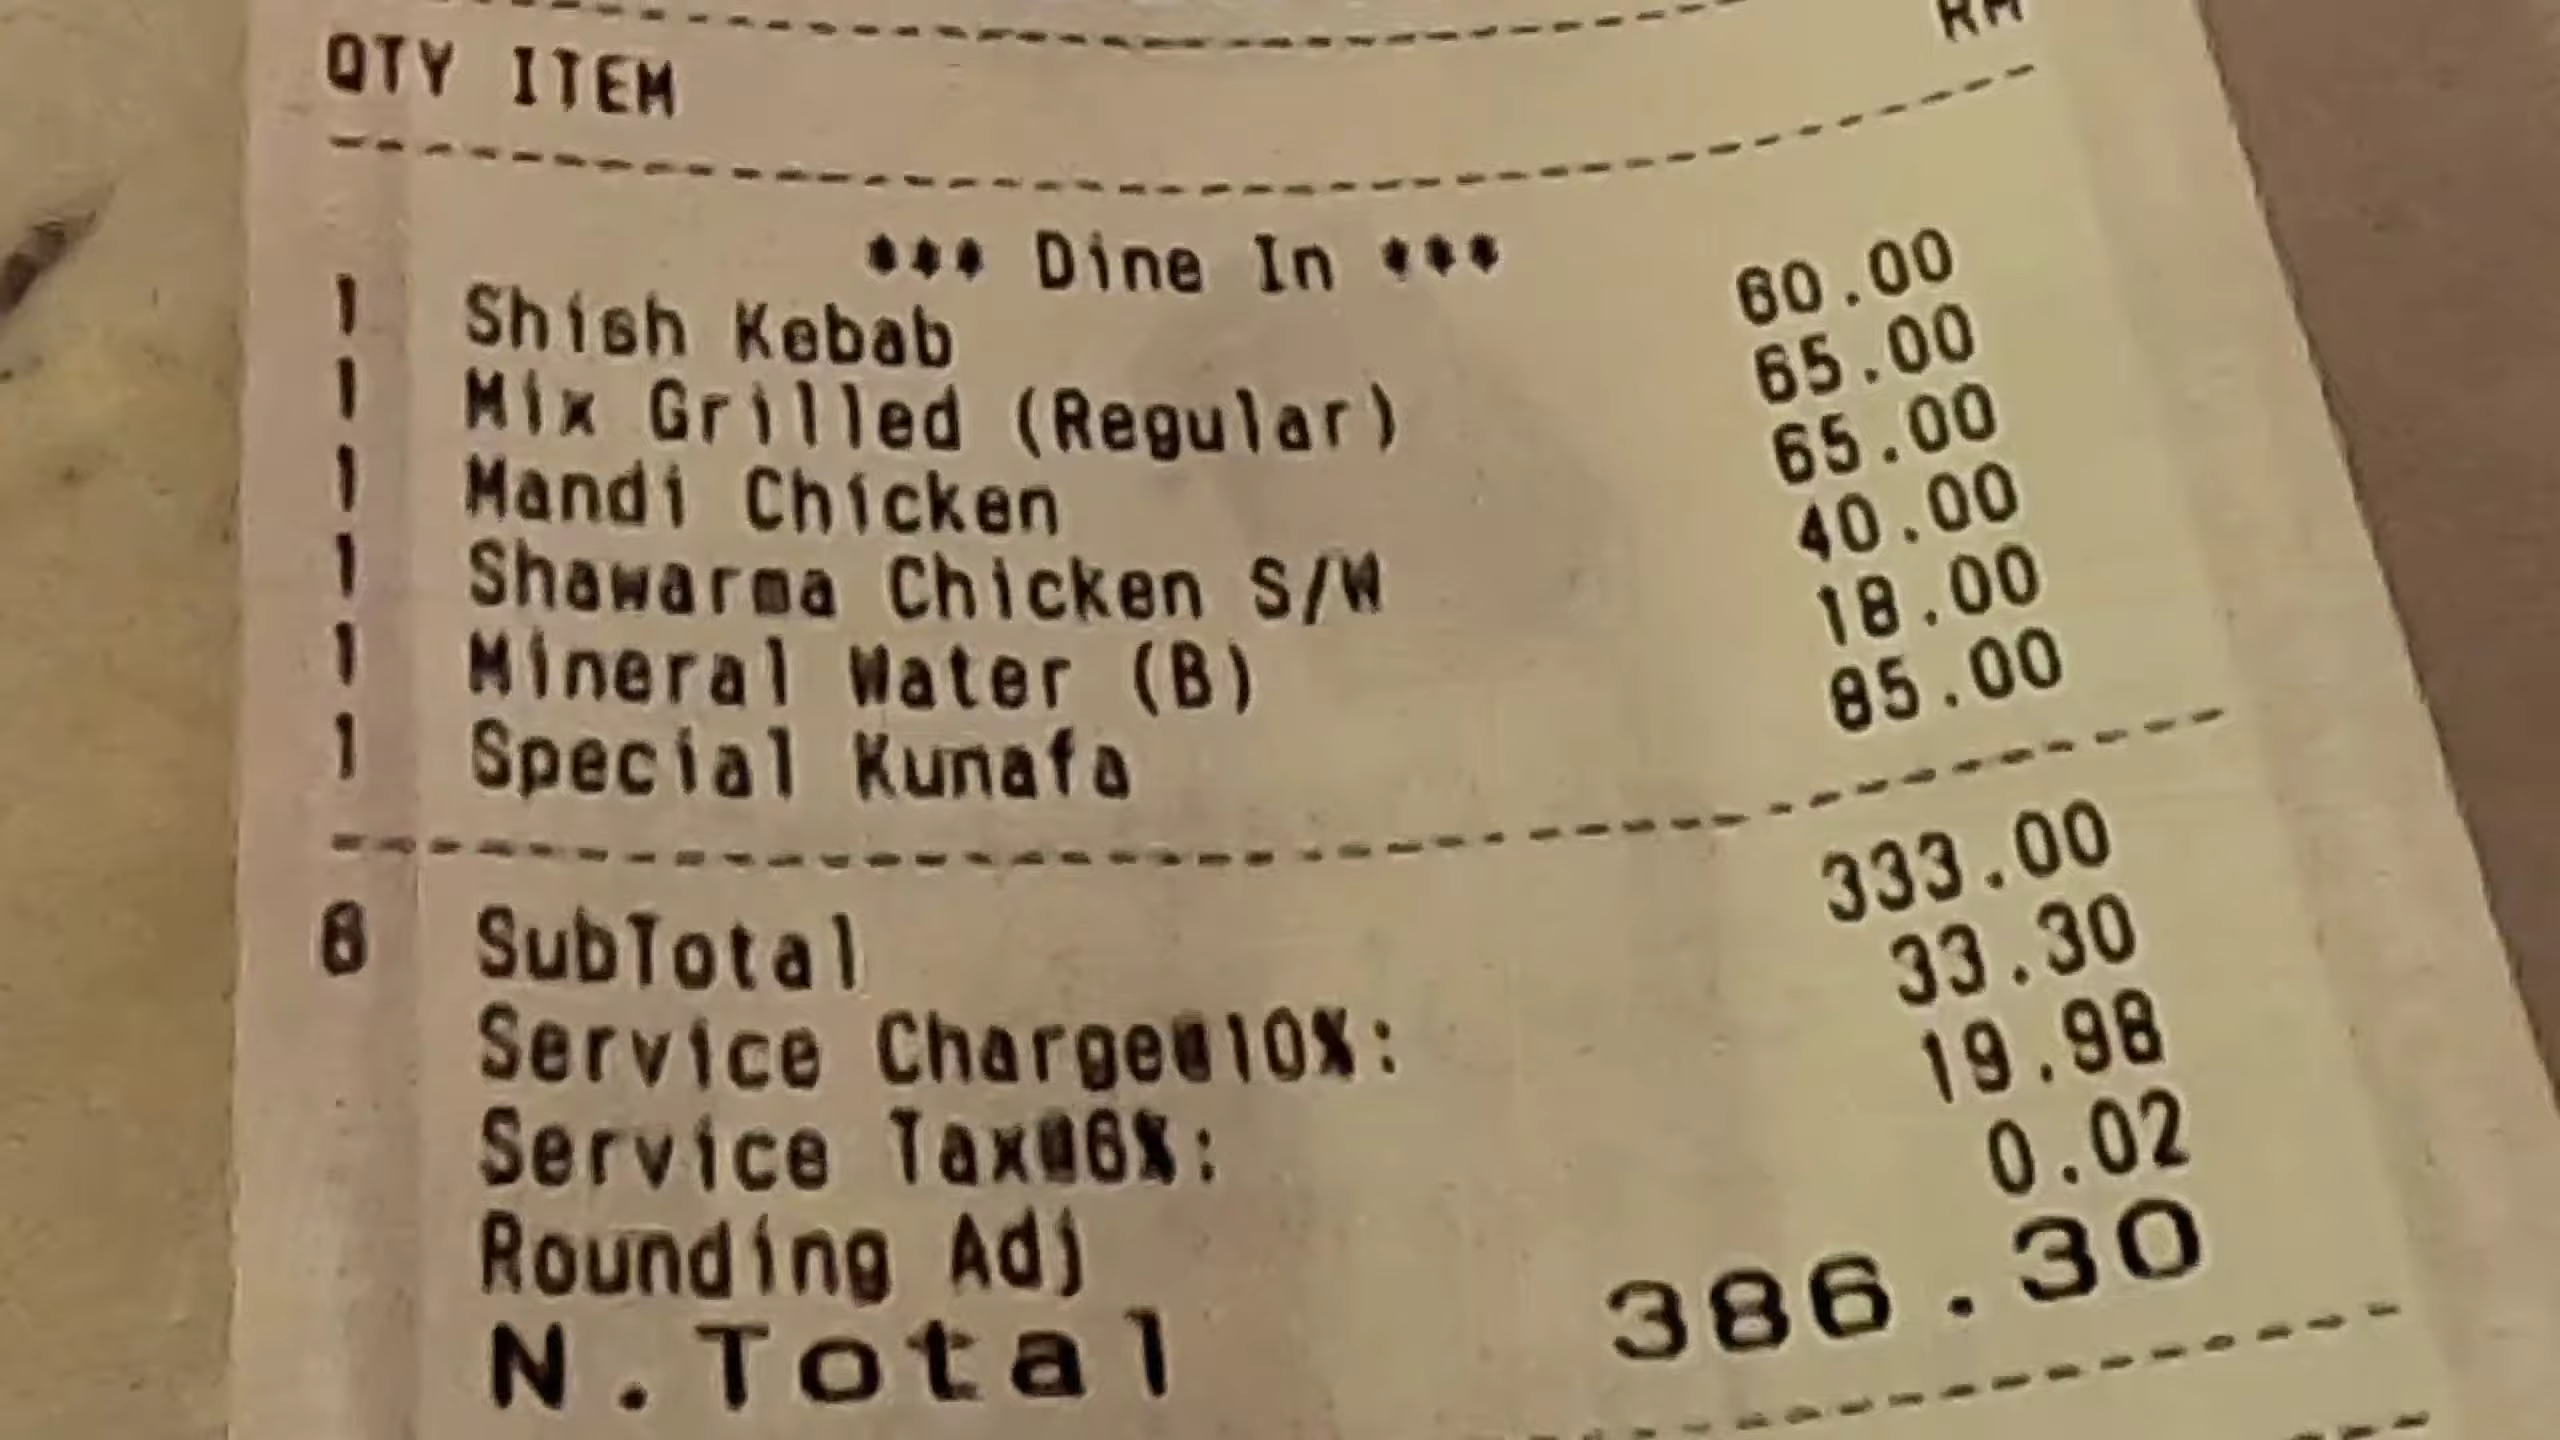 QTY ITEM RM
*** Dine In ***
1 Shish Kebab 60.00
1 Mix Grilled (Regular) 65.00
1 Mandi Chicken 65.00
1 Shawarma Chicken S/W 40.00
1 Mineral Water (B) 18.00
1 Special Kunafa 85.00
6 SubTotal 333.00
Service Charge@10%: 33.30
Service Tax@6%: 19.98
Rounding Adj 0.02
N.Total 386.30